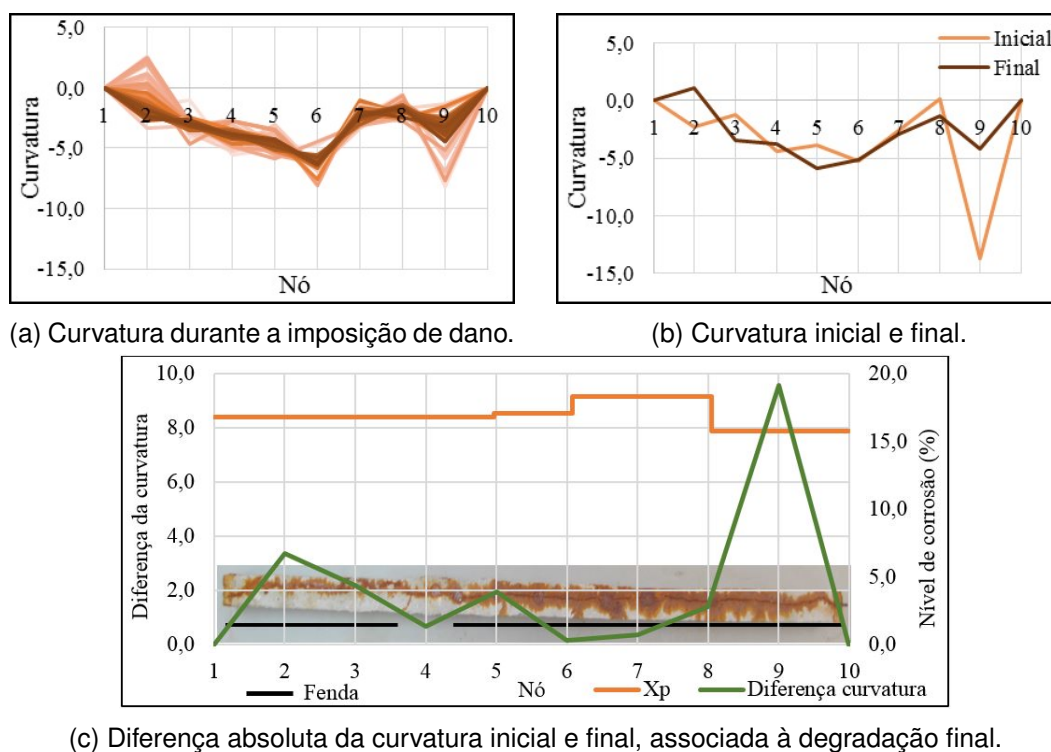 5,0
0,0
-5,0
-10,0
-15,0
Curvatura
1 2 3 4 5 6 7 8 9 10
Nó
(a) Curvatura durante a imposição de dano.
5,0
0,0
-5,0
-10,0
-15,0
Curvatura
1 2 3 4 5 6 7 8 9 10
Nó
Inicial
Final
(b) Curvatura inicial e final.
10,0
8,0
6,0
4,0
2,0
0,0
Diferença da curvatura
20,0
15,0
10,0
5,0
0,0
Nível de corrosão (%)
1 2 3 4 5 6 7 8 9 10
Nó
Fenda
Xp
Diferença curvatura
(c) Diferença absoluta da curvatura inicial e final, associada à degradação final.